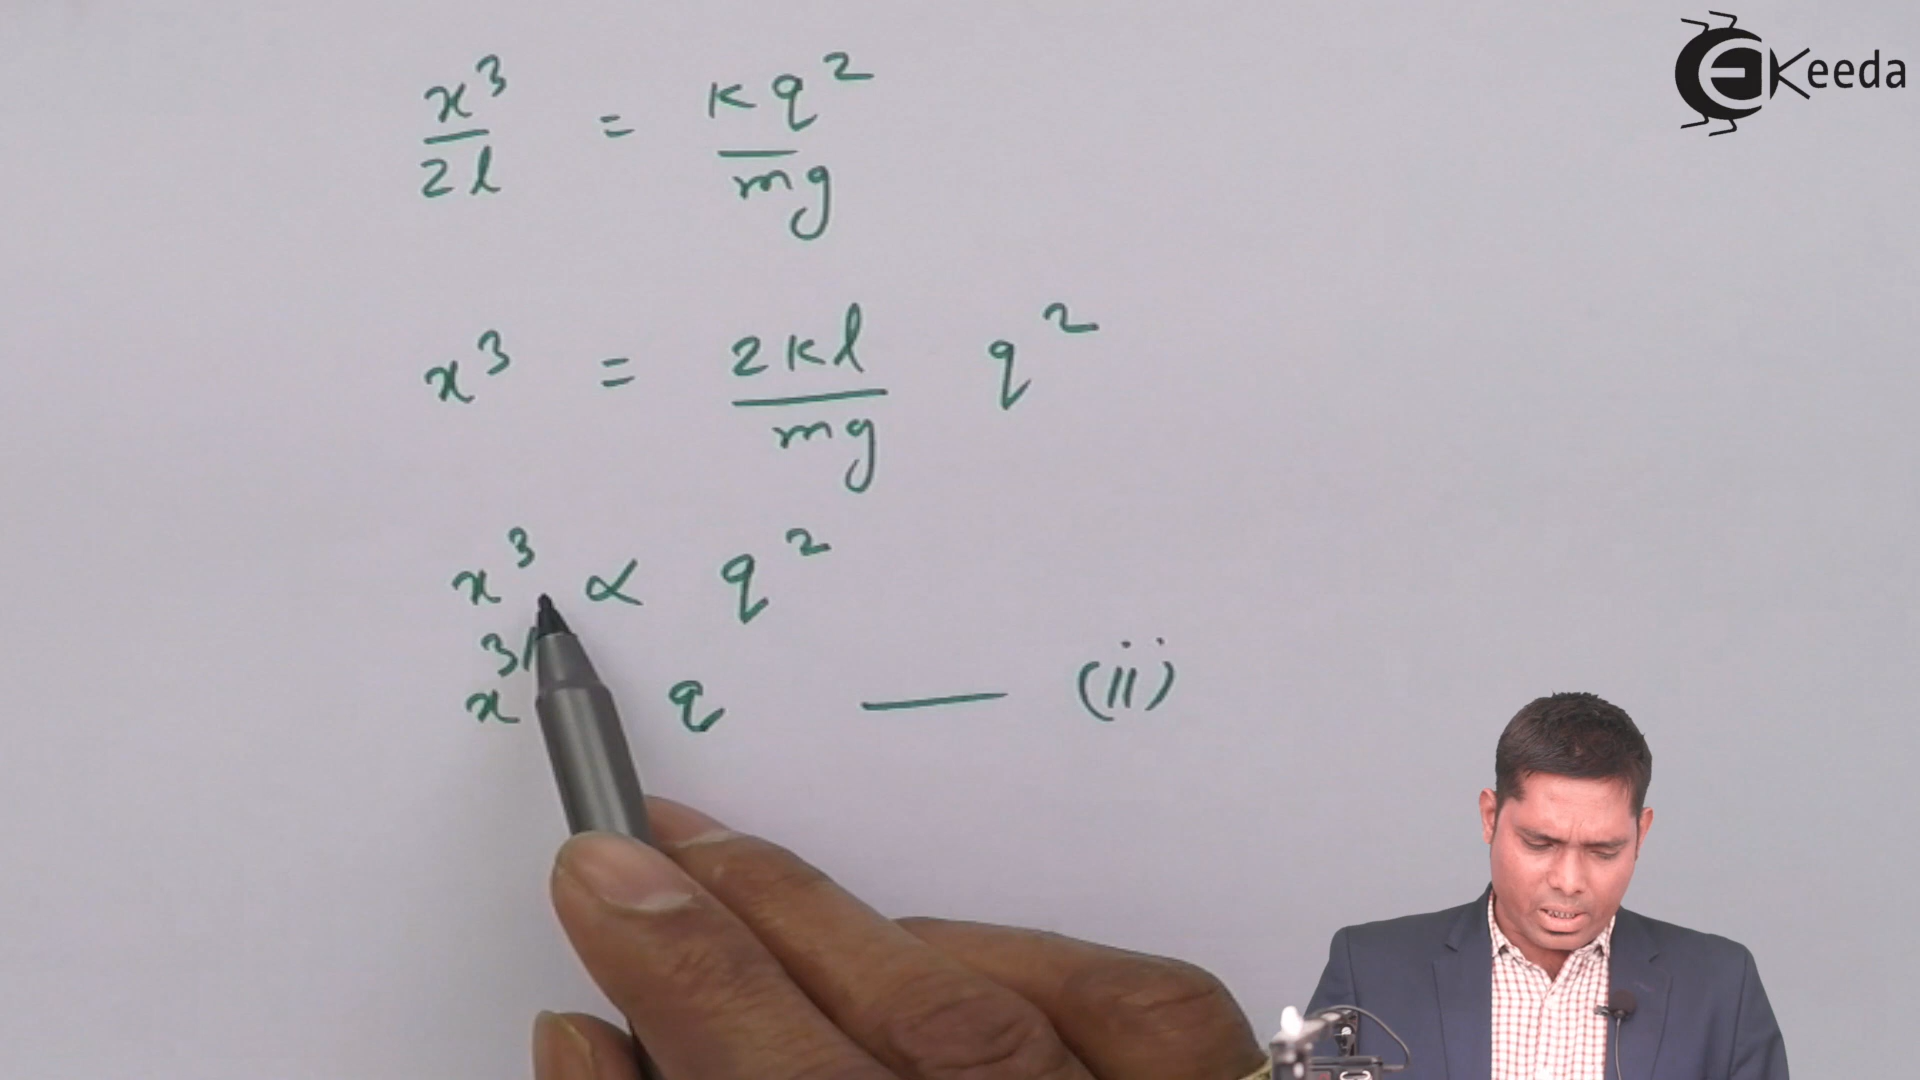 Keeda
x³/2l = Kq²/mg
x³ = 2Kl/mg q²
x³ ∝ q²
x³/ q — (ii)